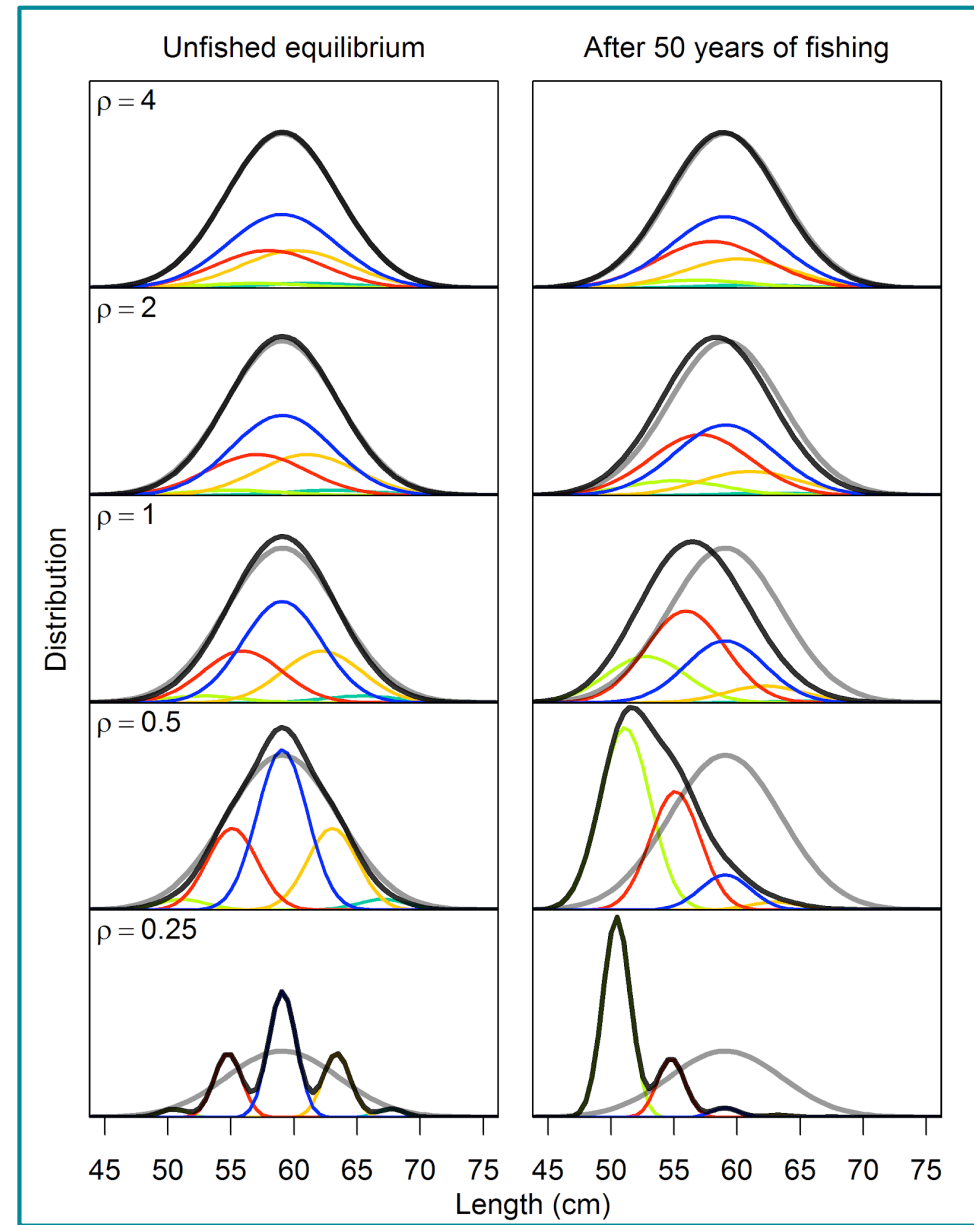 Unfished equilibrium
After 50 years of fishing
ρ = 4
ρ = 2
ρ = 1
ρ = 0.5
ρ = 0.25
Distribution
45 50 55 60 65 70 75
45 50 55 60 65 70 75
Length (cm)